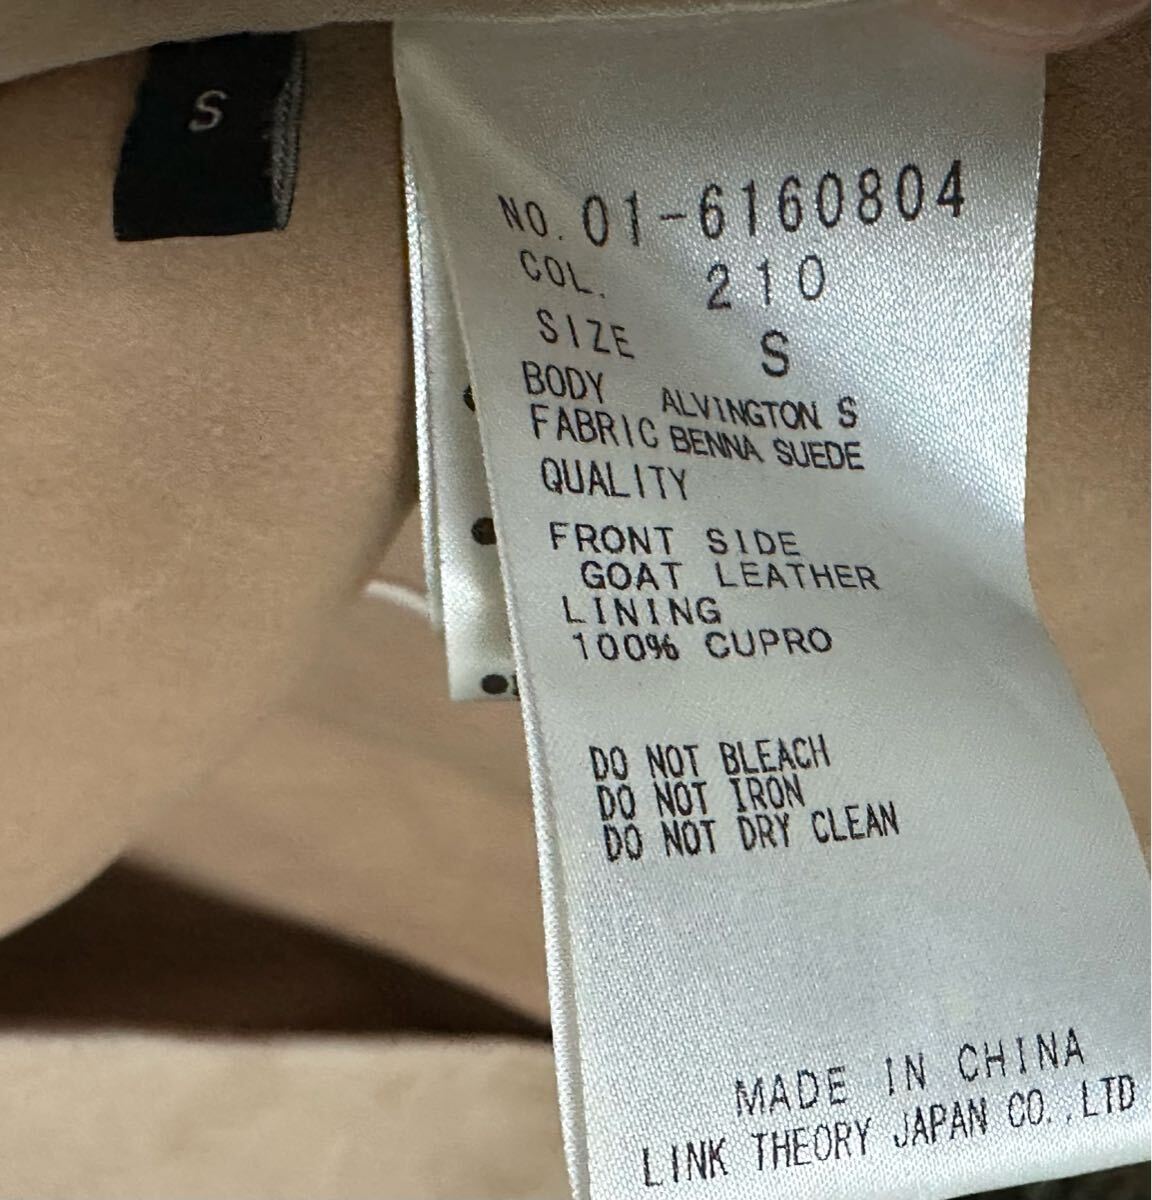 S
NO. 01-6160804
COL. 210
SIZE S
BODY ALVINGTON S
FABRIC BENNA SUEDE
QUALITY
FRONT SIDE
GOAT LEATHER
LINING
100% CUPRO
DO NOT BLEACH
DO NOT IRON
DO NOT DRY CLEAN
MADE IN CHINA
LINK THEORY JAPAN CO.,LTD